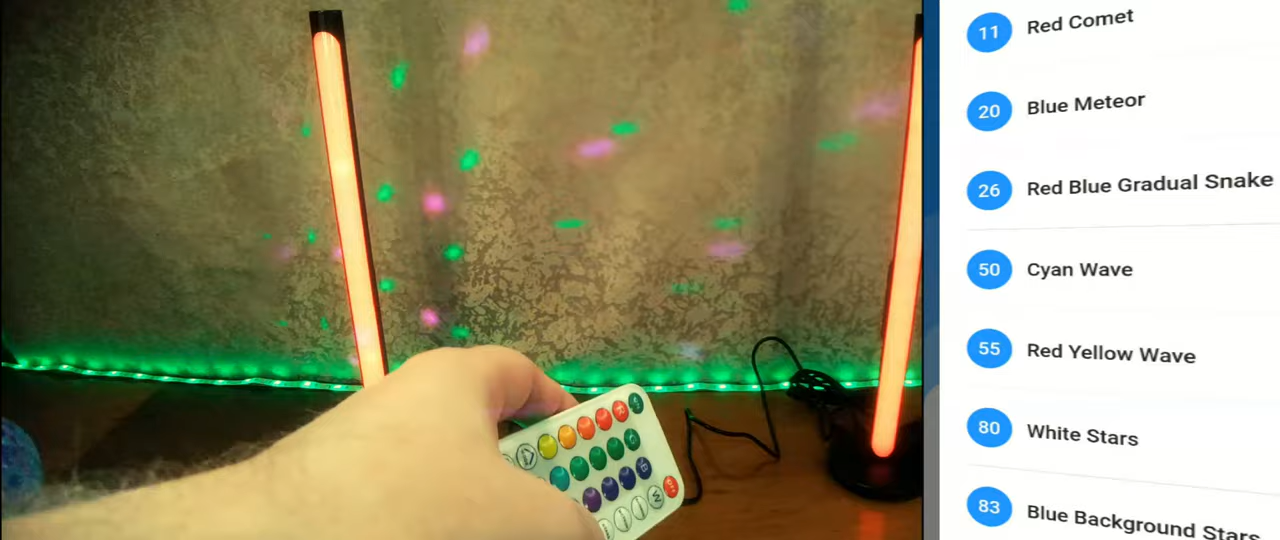 11 Red Comet
20 Blue Meteor
26 Red Blue Gradual Snake
50 Cyan Wave
55 Red Yellow Wave
80 White Stars
83 Blue Background Stars